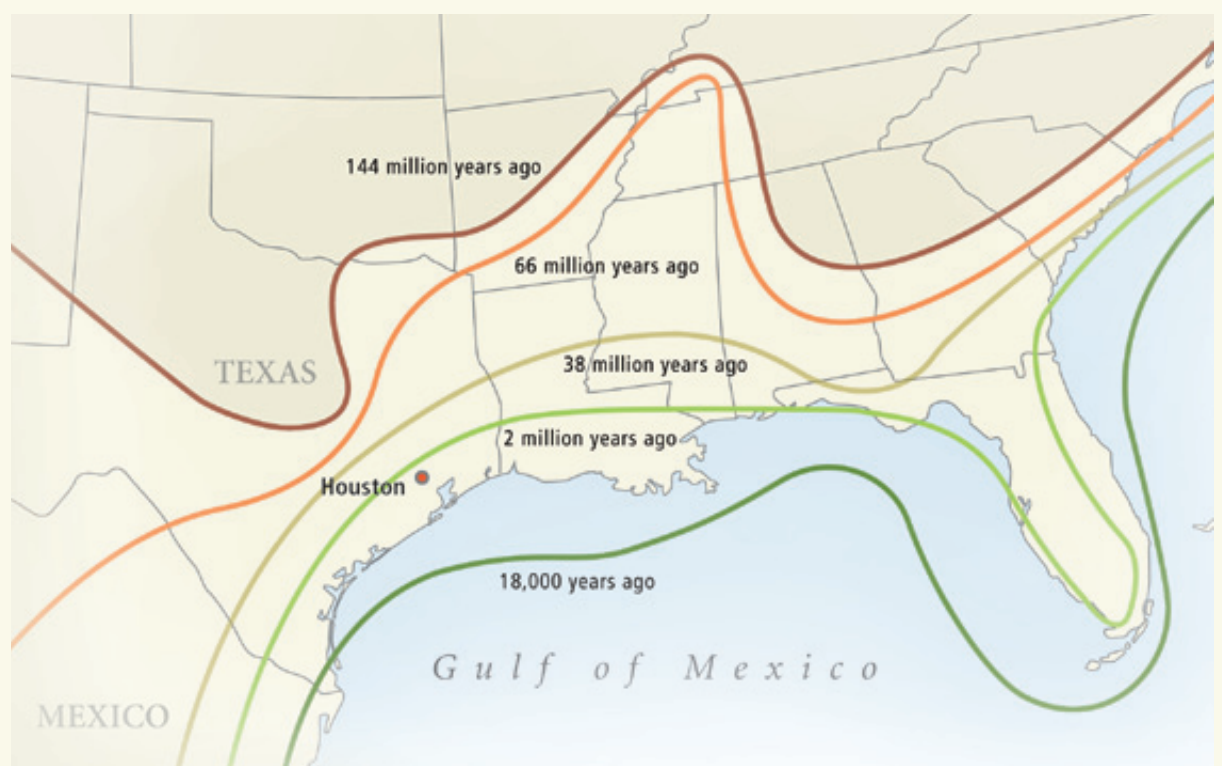 144 million years ago
66 million years ago
TEXAS
38 million years ago
2 million years ago
Houston
18,000 years ago
Gulf of Mexico
MEXICO